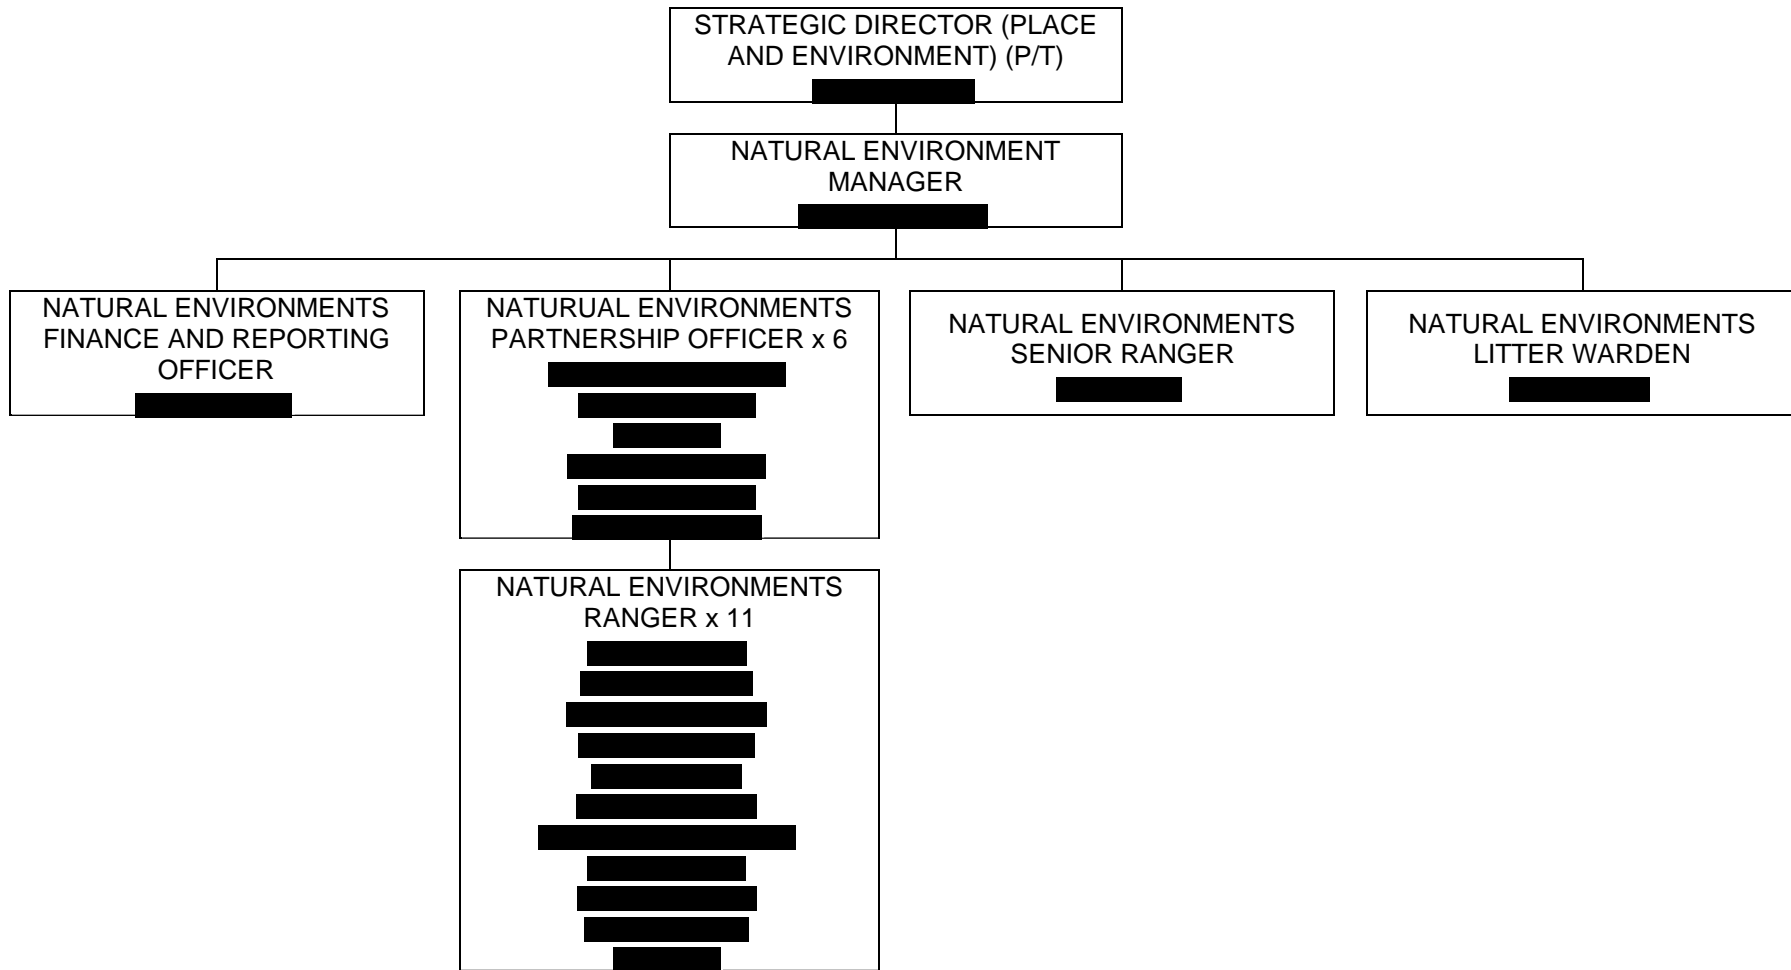 STRATEGIC DIRECTOR (PLACE
AND ENVIRONMENT) (P/T)
NATURAL ENVIRONMENT
MANAGER
NATURAL ENVIRONMENTS
FINANCE AND REPORTING
OFFICER
NATURUAL ENVIRONMENTS
PARTNERSHIP OFFICER x 6
NATURAL ENVIRONMENTS
SENIOR RANGER
NATURAL ENVIRONMENTS
LITTER WARDEN
NATURAL ENVIRONMENTS
RANGER x 11